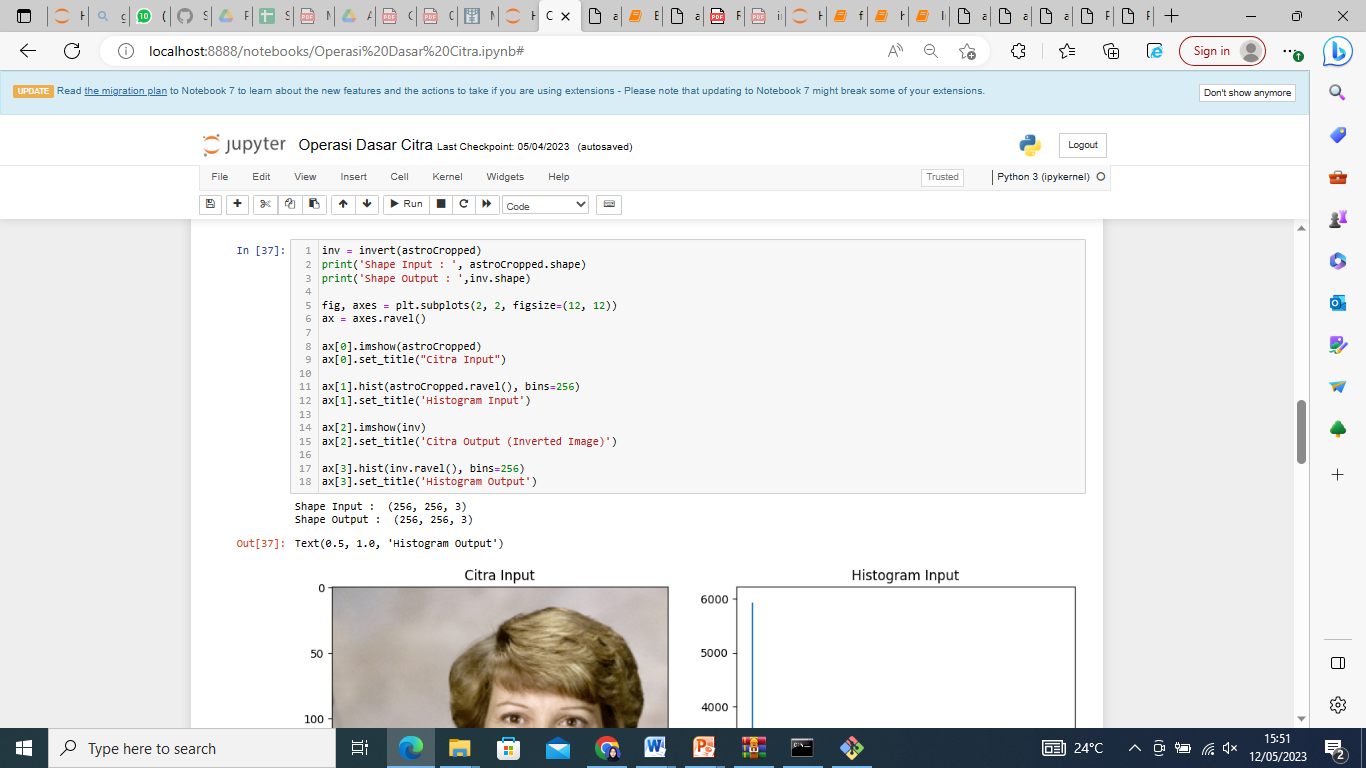 localhost:8888/notebooks/Operasi%20Dasar%20Citra.ipynb#
Sign in
UPDATE Read the migration plan to Notebook 7 to learn about the new features and the actions to take if you are using extensions - Please note that updating to Notebook 7 might break some of your extensions.
Don't show anymore
jupyter Operasi Dasar Citra Last Checkpoint: 05/04/2023 (autosaved)
Logout
File Edit View Insert Cell Kernel Widgets Help
Trusted
Python 3 (ipykernel)
Run
Code
In [37]:
1 inv = invert(astroCropped)
2 print('Shape Input : ', astroCropped.shape)
3 print('Shape Output : ',inv.shape)
4
5 fig, axes = plt.subplots(2, 2, figsize=(12, 12))
6 ax = axes.ravel()
7
8 ax[0].imshow(astroCropped)
9 ax[0].set_title("Citra Input")
10
11 ax[1].hist(astroCropped.ravel(), bins=256)
12 ax[1].set_title('Histogram Input')
13
14 ax[2].imshow(inv)
15 ax[2].set_title('Citra Output (Inverted Image)')
16
17 ax[3].hist(inv.ravel(), bins=256)
18 ax[3].set_title('Histogram Output')
Shape Input :  (256, 256, 3)
Shape Output :  (256, 256, 3)
Out[37]: Text(0.5, 1.0, 'Histogram Output')
Citra Input
0
50
100
Histogram Input
6000
5000
4000
Type here to search
24°C
15:51
12/05/2023
2